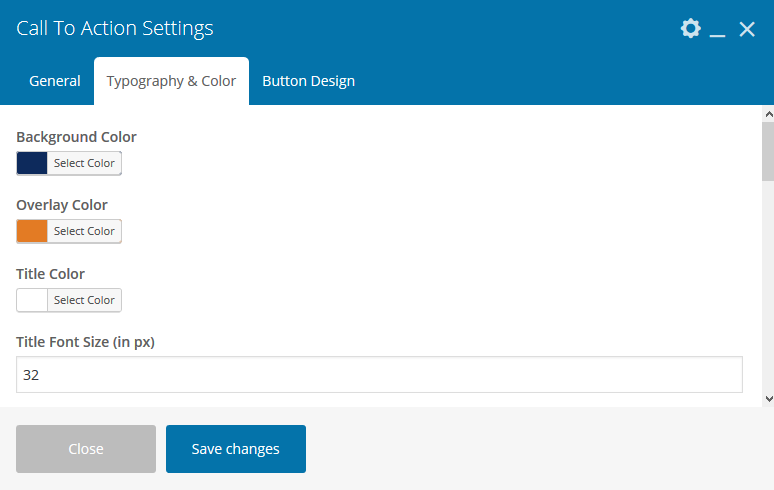 Call To Action Settings
General Typography & Color Button Design
Background Color
Select Color
Overlay Color
Select Color
Title Color
Select Color
Title Font Size (in px)
32
Close Save changes